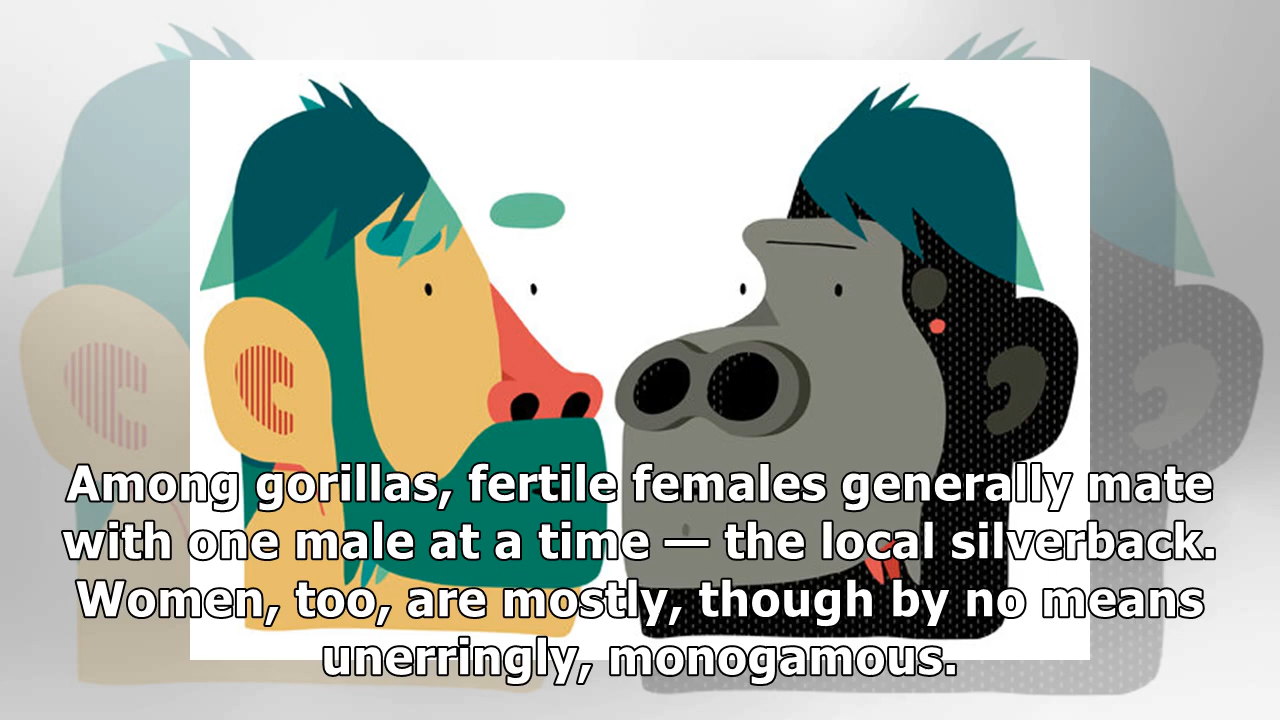 Among gorillas, fertile females generally mate
with one male at a time — the local silverback.
Women, too, are mostly, though by no means
unerringly, monogamous.